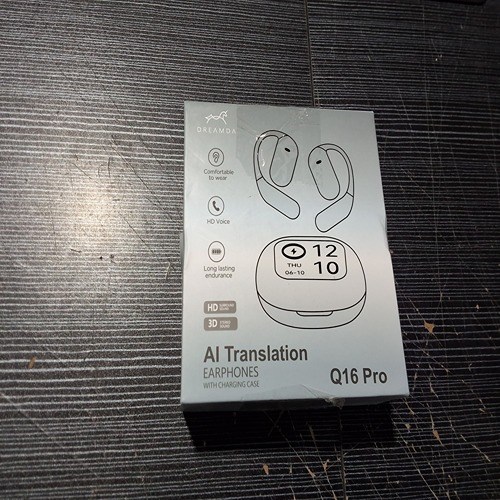 DREAMDA
Comfortable
to wear
HD Voice
Long lasting
endurance
12
10
THU
06-10
HD
3D
AI Translation
EARPHONES
WITH CHARGING CASE
Q16 Pro